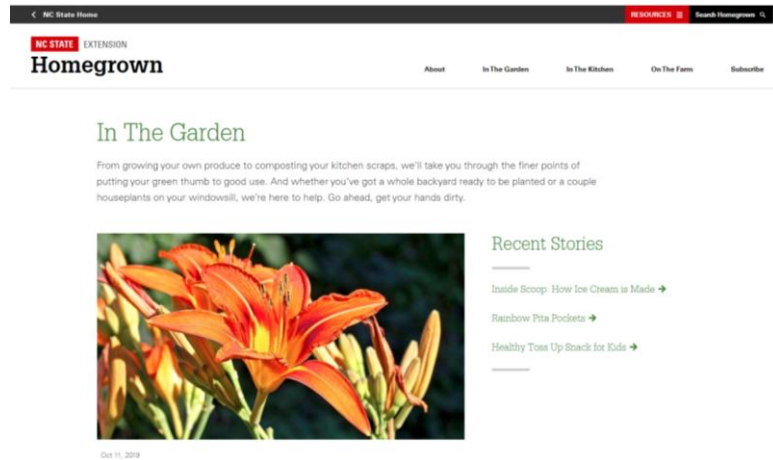 NC State Home
RESOURCES
Search Homegrown
NC STATE EXTENSION
Homegrown
About
In The Garden
In The Kitchen
On The Farm
Subscribe
In The Garden
From growing your own produce to composting your kitchen scraps, we'll take you through the finer points of
putting your green thumb to good use. And whether you've got a whole backyard ready to be planted or a couple
houseplants on your windowsill, we're here to help. Go ahead, get your hands dirty.
Recent Stories
Inside Scoop: How Ice Cream is Made
Rainbow Pita Pockets
Healthy Toss Up Snack for Kids
Oct 11, 2019